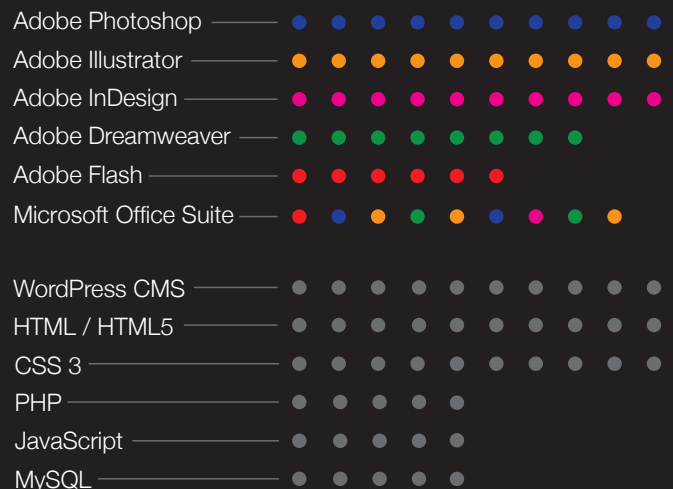 Adobe Photoshop
Adobe Illustrator
Adobe InDesign
Adobe Dreamweaver
Adobe Flash
Microsoft Office Suite
WordPress CMS
HTML / HTML5
CSS 3
PHP
JavaScript
MySQL